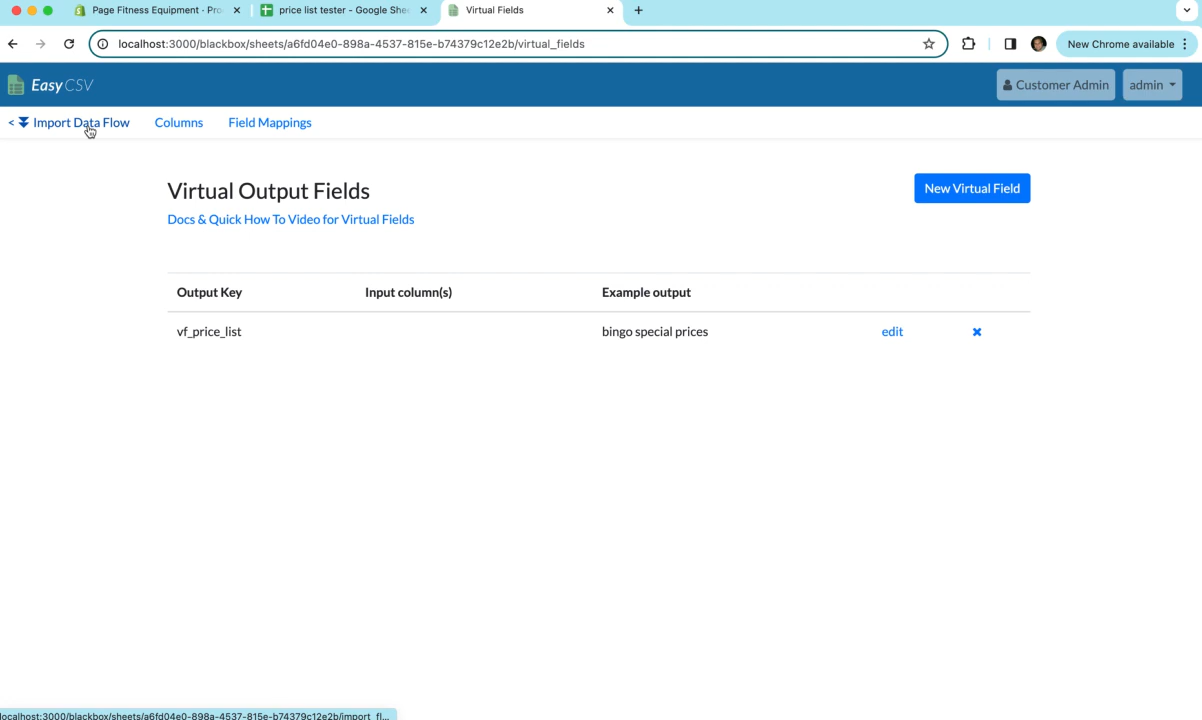 Page Fitness Equipment · Pro
price list tester - Google She
Virtual Fields
localhost:3000/blackbox/sheets/a6fd04e0-898a-4537-815e-b74379c12e2b/virtual_fields
New Chrome available
EasyCSV
Customer Admin
admin
< Import Data Flow
Columns
Field Mappings
Virtual Output Fields
New Virtual Field
Docs & Quick How To Video for Virtual Fields
Output Key
Input column(s)
Example output
vf_price_list
bingo special prices
edit
localhost:3000/blackbox/sheets/a6fd04e0-898a-4537-815e-b74379c12e2b/import_fl...